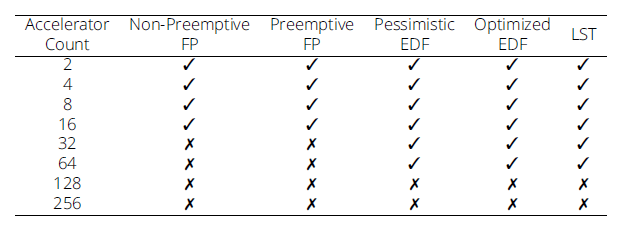 Accelerator Count Non-Preemptive FP Preemptive FP Pessimistic EDF Optimized EDF LST
2 ✓ ✓ ✓ ✓ ✓
4 ✓ ✓ ✓ ✓ ✓
8 ✓ ✓ ✓ ✓ ✓
16 ✓ ✓ ✓ ✓ ✓
32 ✗ ✗ ✓ ✓ ✓
64 ✗ ✗ ✓ ✓ ✓
128 ✗ ✗ ✗ ✗ ✗
256 ✗ ✗ ✗ ✗ ✗